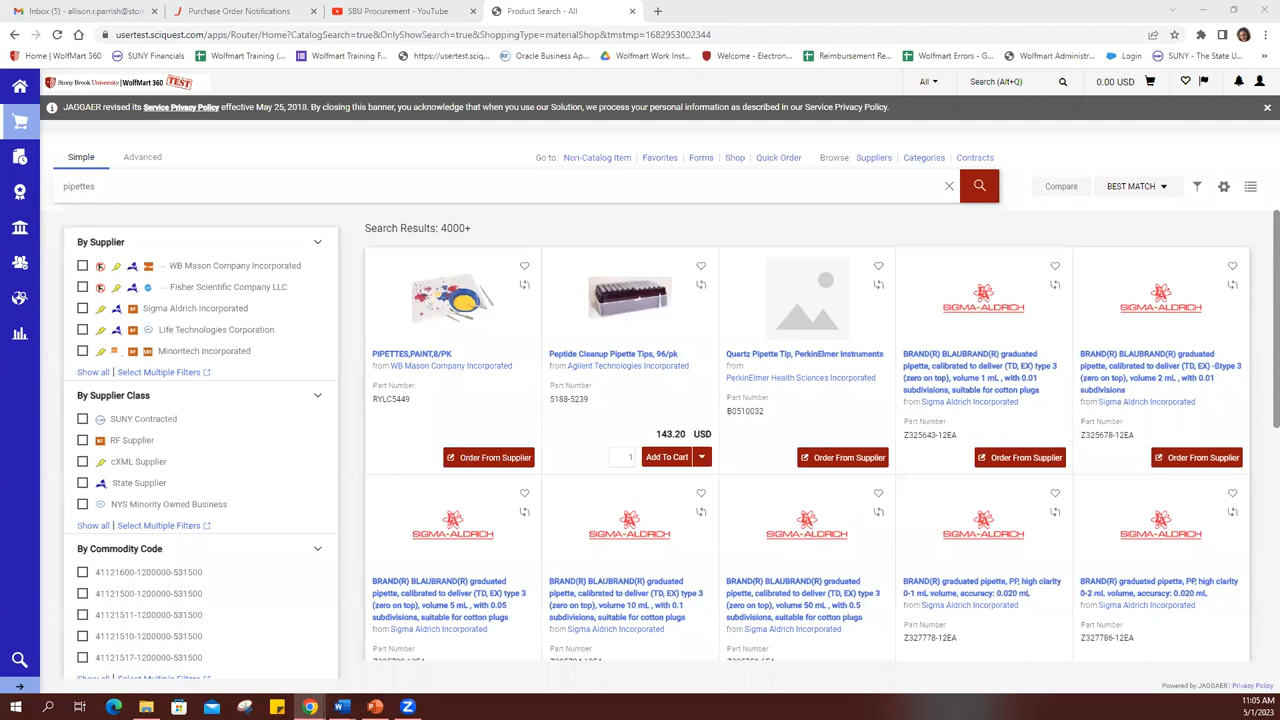 Inbox (5) - allison.r.parrish@st
Purchase Order Notifications
SBU Procurement - YouTube
Product Search - All
usertest.sciquest.com/apps/Router/Home?CatalogSearch=true&OnlyShowSearch=true&ShoppingType=materialShop&tmstmp=1682953002344
Home | WolfMart 360
SUNY Financials
WolfMart Training (...
Wolfmart Training F...
https://usertest.sciq...
Oracle Business App...
Wolfmart Work Inst...
Welcome - Electron...
Reimbursement Re...
Wolfmart Errors - G...
Wolfmart Administr...
Login
SUNY - The State U...
»
Stony Brook University | WolfMart 360 TEST
All
Search (Alt+Q)
0.00 USD
JAGGAER revised its Service Privacy Policy effective May 25, 2018. By closing this banner, you acknowledge that when you use our Solution, we process your personal information as described in our Service Privacy Policy.
Simple
Advanced
Go to: Non-Catalog Item | Favorites | Forms | Shop | Quick Order Browse: Suppliers | Categories | Contracts
pipettes
Compare
BEST MATCH
By Supplier
WB Mason Company Incorporated
Fisher Scientific Company LLC
Sigma Aldrich Incorporated
Life Technologies Corporation
Minoritech Incorporated
Show all | Select Multiple Filters
By Supplier Class
SUNY Contracted
RF Supplier
cXML Supplier
State Supplier
NYS Minority Owned Business
Show all | Select Multiple Filters
By Commodity Code
41121600-1200000-531500
41121500-1200000-531500
41121511-1200000-531500
41121510-1200000-531500
41121517-1200000-531500
Show all | Select Multiple Filters
Search Results: 4000+
PIPETTES,PAINT,8/PK
from WB Mason Company Incorporated
Part Number
RYLC5449
Order From Supplier
Peptide Cleanup Pipette Tips, 96/pk
from Agilent Technologies Incorporated
Part Number
5188-5239
143.20 USD
1
Add To Cart
Quartz Pipette Tip, PerkinElmer Instruments
from
PerkinElmer Health Sciences Incorporated
Part Number
B0510032
Order From Supplier
SIGMA-ALDRICH
BRAND(R) BLAUBRAND(R) graduated
pipette, calibrated to deliver (TD, EX) type 3
(zero on top), volume 1 mL , with 0.01
subdivisions, suitable for cotton plugs
from Sigma Aldrich Incorporated
Part Number
Z325643-12EA
Order From Supplier
SIGMA-ALDRICH
BRAND(R) BLAUBRAND(R) graduated
pipette, calibrated to deliver (TD, EX) -Stype 3
(zero on top), volume 2 mL , with 0.01
subdivisions
from Sigma Aldrich Incorporated
Part Number
Z325678-12EA
Order From Supplier
SIGMA-ALDRICH
BRAND(R) BLAUBRAND(R) graduated
pipette, calibrated to deliver (TD, EX) type 3
(zero on top), volume 5 mL , with 0.05
subdivisions, suitable for cotton plugs
from Sigma Aldrich Incorporated
Part Number
SIGMA-ALDRICH
BRAND(R) BLAUBRAND(R) graduated
pipette, calibrated to deliver (TD, EX) type 3
(zero on top), volume 10 mL , with 0.1
subdivisions, suitable for cotton plugs
from Sigma Aldrich Incorporated
Part Number
SIGMA-ALDRICH
BRAND(R) BLAUBRAND(R) graduated
pipette, calibrated to deliver (TD, EX) type 3
(zero on top), volume 50 mL , with 0.5
subdivisions, suitable for cotton plugs
from Sigma Aldrich Incorporated
Part Number
SIGMA-ALDRICH
BRAND(R) graduated pipette, PP, high clarity
0-1 mL volume, accuracy: 0.020 mL
from Sigma Aldrich Incorporated
Part Number
Z327778-12EA
SIGMA-ALDRICH
BRAND(R) graduated pipette, PP, high clarity
0-2 mL volume, accuracy: 0.020 mL
from Sigma Aldrich Incorporated
Part Number
Z327786-12EA
Powered by JAGGAER | Privacy Policy
11:05 AM
5/1/2023